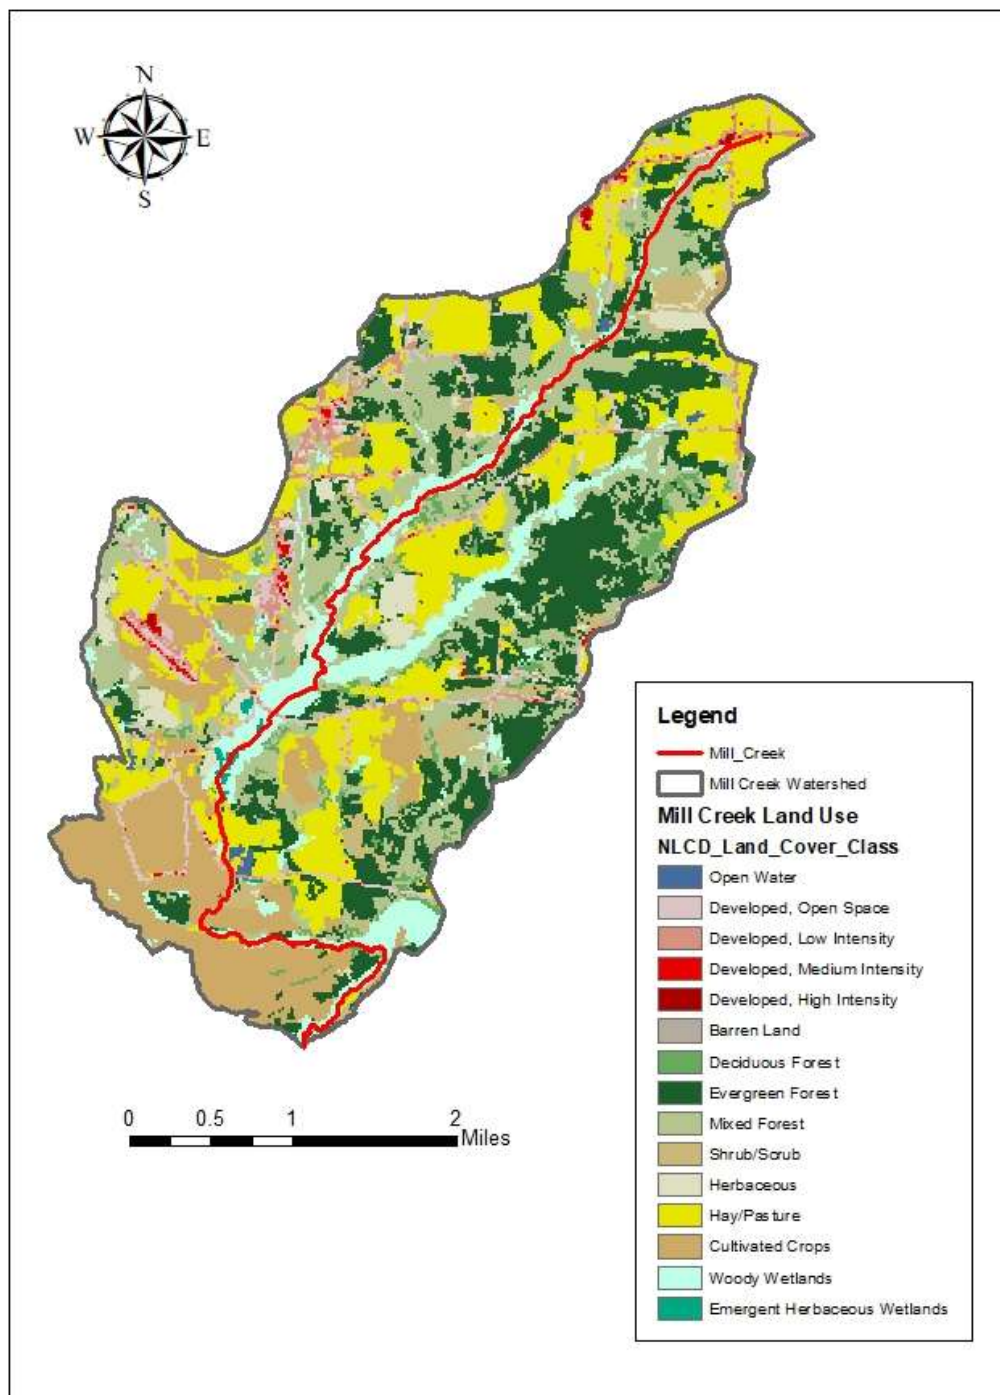 N
W E
S
Legend
Mill_Creek
Mill Creek Watershed
Mill Creek Land Use
NLCD_Land_Cover_Class
Open Water
Developed, Open Space
Developed, Low Intensity
Developed, Medium Intensity
Developed, High Intensity
Barren Land
Deciduous Forest
Evergreen Forest
Mixed Forest
Shrub/Scrub
Herbaceous
Hay/Pasture
Cultivated Crops
Woody Wetlands
Emergent Herbaceous Wetlands
0 0.5 1 2
Miles